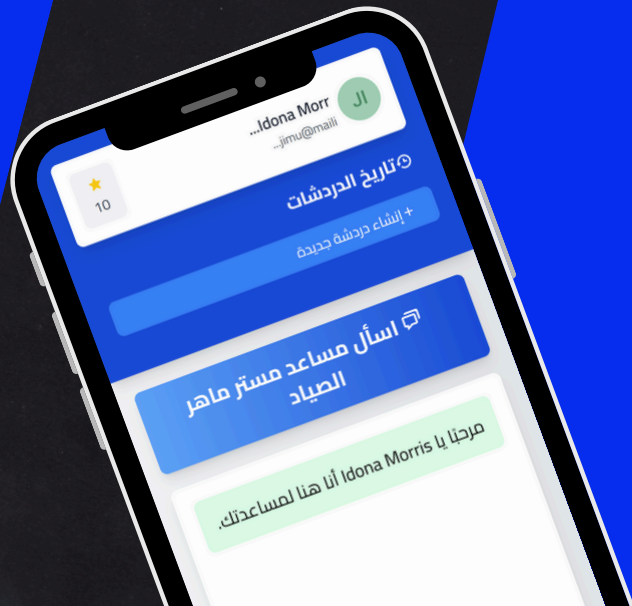 ال
Idona Morr...
jimu@maili...
10
تاريخ الدردشات
+ إنشاء دردشة جديدة
اسأل مساعد مستر ماهر
الصياد
مرحبًا يا Idona Morris أنا هنا لمساعدتك.